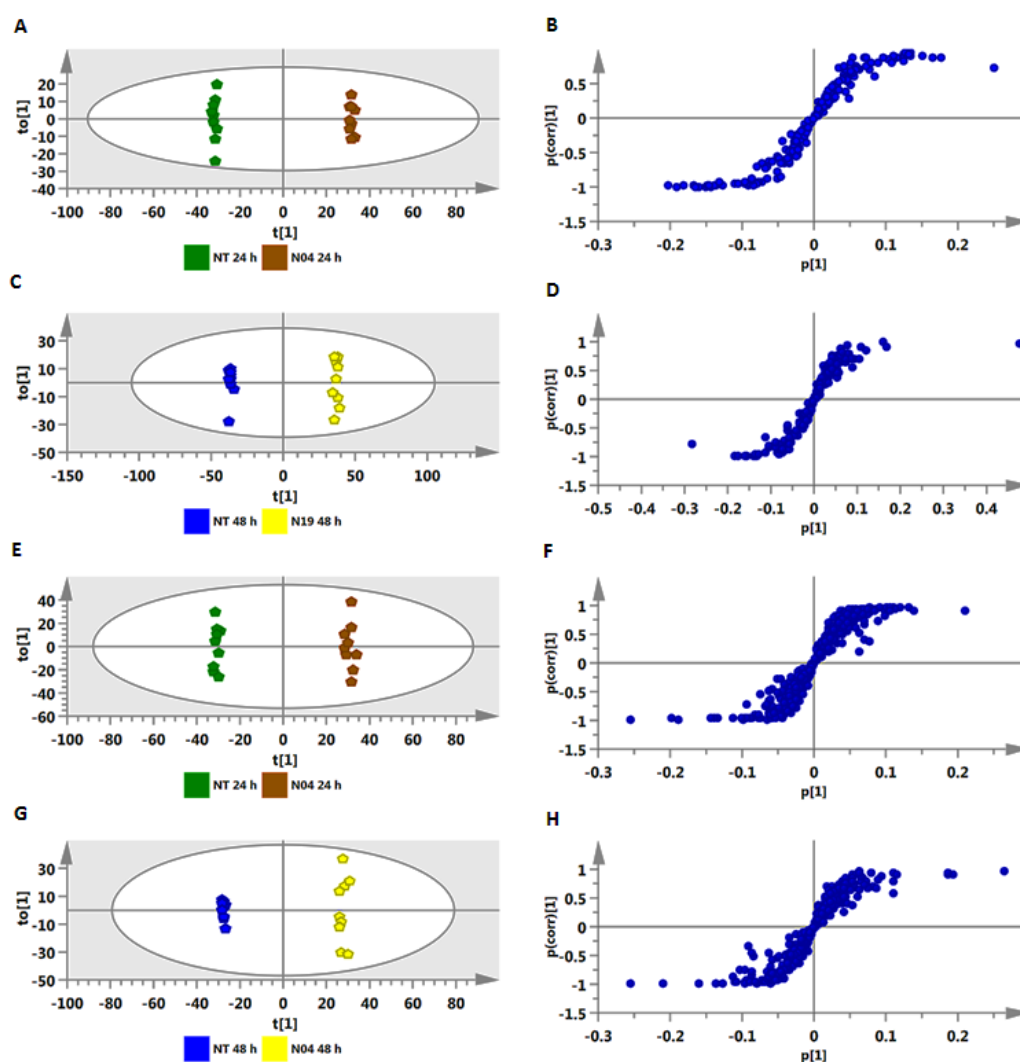 A
to[1]
20
10
0
-10
-20
-30
-40
-100 -80 -60 -40 -20 0 20 40 60 80
t[1]
NT 24 h N04 24 h
B
p(corr)[1]
0.5
0
-0.5
-1
-1.5
-0.3 -0.2 -0.1 0 0.1 0.2
p[1]
C
to[1]
30
10
-10
-30
-50
-150 -100 -50 0 50 100
t[1]
NT 48 h N19 48 h
D
p(corr)[1]
1
0.5
0
-0.5
-1
-1.5
-0.5 -0.4 -0.3 -0.2 -0.1 0 0.1 0.2 0.3 0.4
p[1]
E
to[1]
40
20
0
-20
-40
-60
-100 -80 -60 -40 -20 0 20 40 60 80
t[1]
NT 24 h N04 24 h
F
p(corr)[1]
1
0.5
0
-0.5
-1
-1.5
-0.3 -0.2 -0.1 0 0.1 0.2
p[1]
G
to[1]
30
10
-10
-30
-50
-120 -100 -80 -60 -40 -20 0 20 40 60 80
t[1]
NT 48 h N04 48 h
H
p(corr)[1]
1
0.5
0
-0.5
-1
-1.5
-0.3 -0.2 -0.1 0 0.1 0.2
p[1]